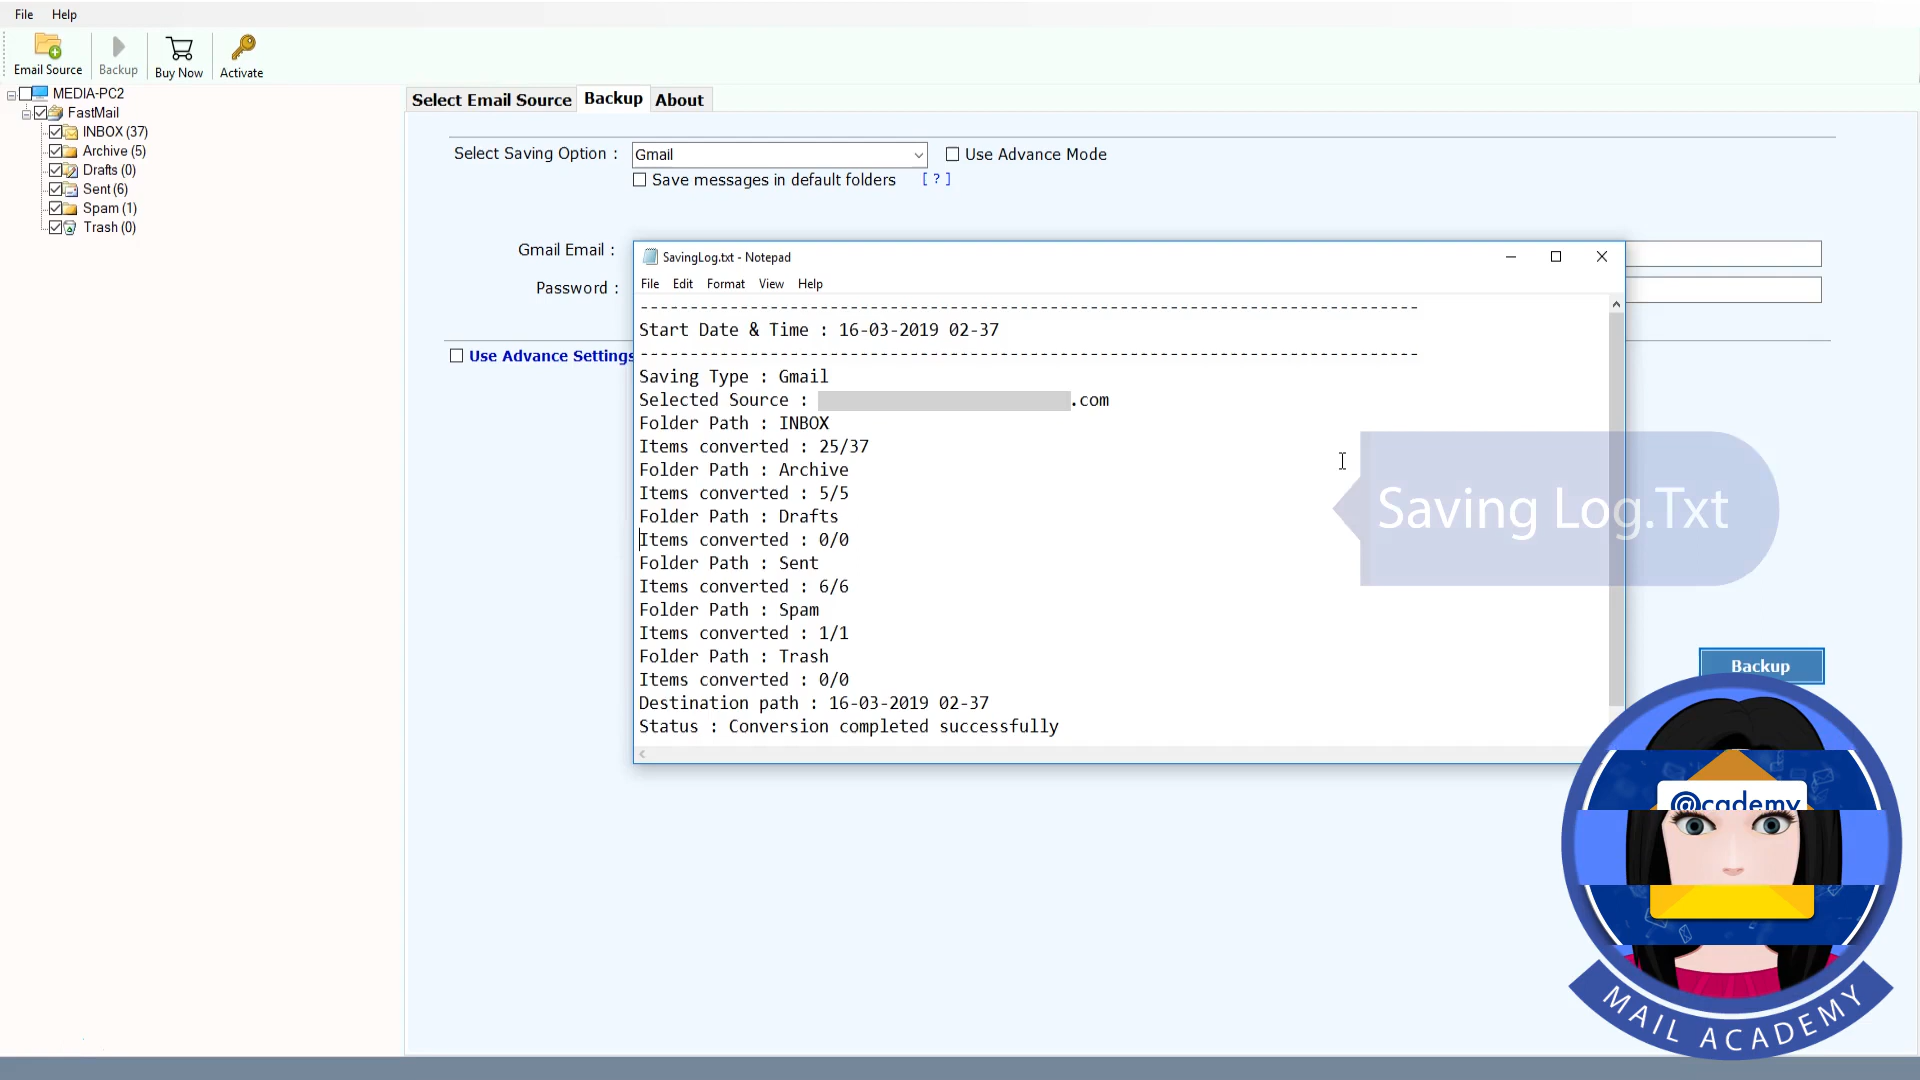 File Help
Email Source Backup Buy Now Activate
MEDIA-PC2
FastMail
INBOX (37)
Archive (5)
Drafts (0)
Sent (6)
Spam (1)
Trash (0)
Select Email Source Backup About
Select Saving Option : Gmail Use Advance Mode
Save messages in default folders [ ? ]
Gmail Email :
Password :
Use Advance Settings
SavingLog.txt - Notepad
File Edit Format View Help
--------------------------------------------------------------------------------
Start Date & Time : 16-03-2019 02-37
--------------------------------------------------------------------------------
Saving Type : Gmail
Selected Source : .com
Folder Path : INBOX
Items converted : 25/37
Folder Path : Archive
Items converted : 5/5
Folder Path : Drafts
Items converted : 0/0
Folder Path : Sent
Items converted : 6/6
Folder Path : Spam
Items converted : 1/1
Folder Path : Trash
Items converted : 0/0
Destination path : 16-03-2019 02-37
Status : Conversion completed successfully
Saving Log.Txt
Backup
@cademy
MAIL ACADEMY